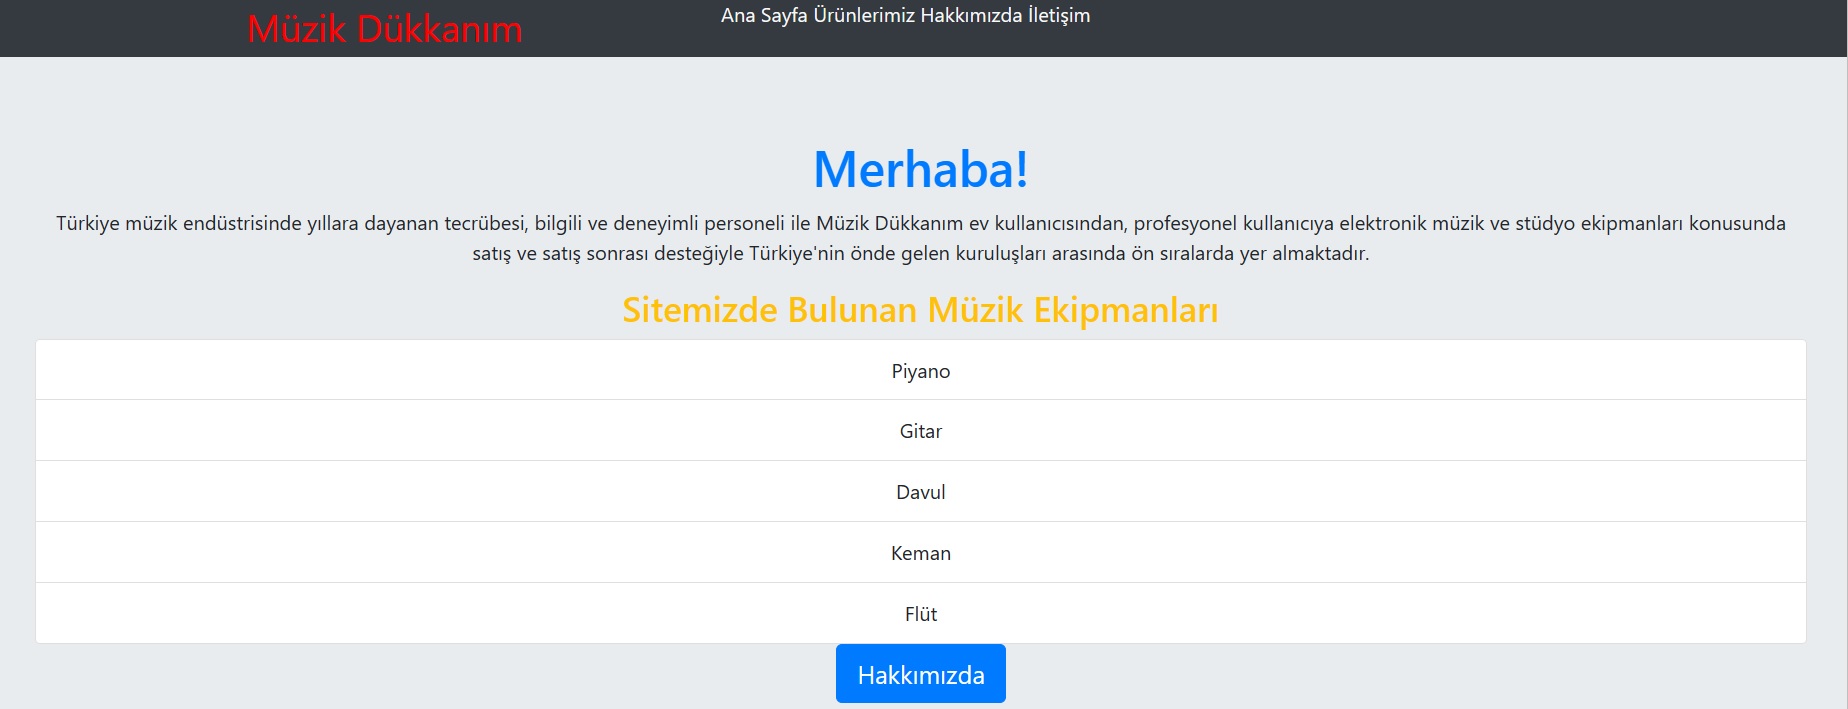 Müzik Dükkanım
Ana Sayfa Ürünlerimiz Hakkımızda İletişim
Merhaba!
Türkiye müzik endüstrisinde yıllara dayanan tecrübesi, bilgili ve deneyimli personeli ile Müzik Dükkanım ev kullanıcısından, profesyonel kullanıcıya elektronik müzik ve stüdyo ekipmanları konusunda
satış ve satış sonrası desteğiyle Türkiye'nin önde gelen kuruluşları arasında ön sıralarda yer almaktadır.
Sitemizde Bulunan Müzik Ekipmanları
Piyano
Gitar
Davul
Keman
Flüt
Hakkımızda